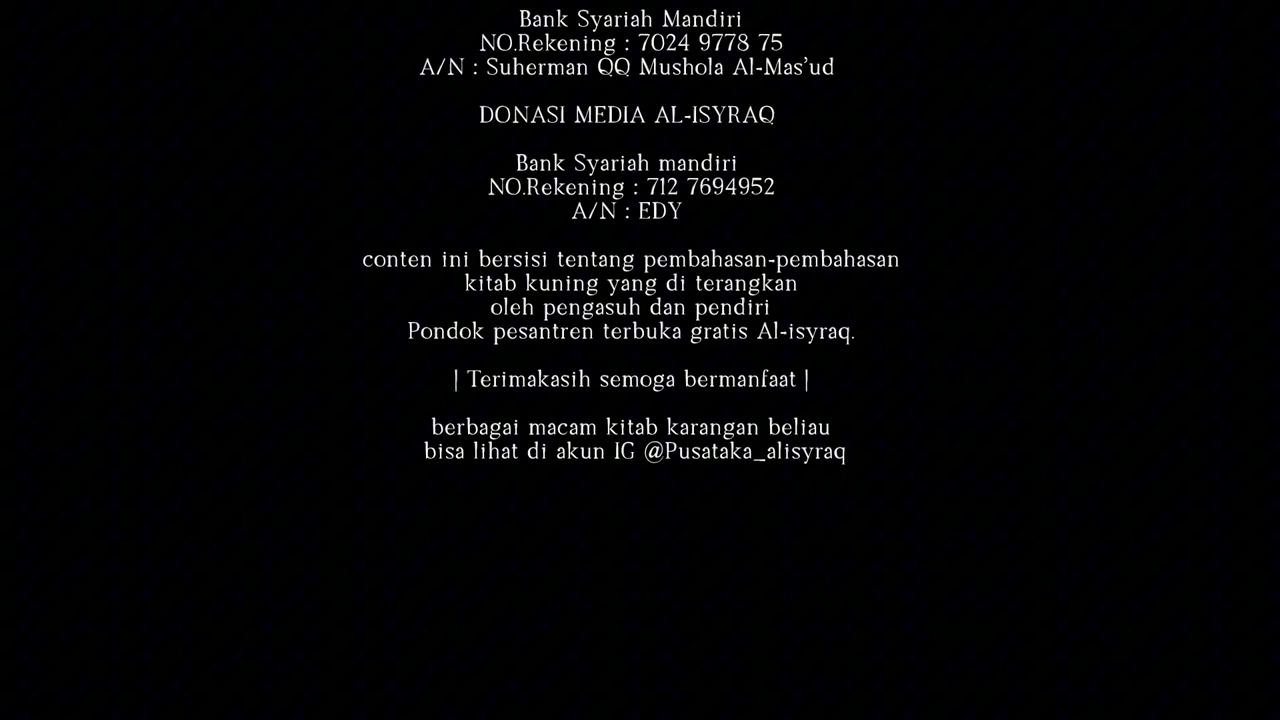 Bank Syariah Mandiri
NO.Rekening : 7024 9778 75
A/N : Suherman QQ Mushola Al-Mas'ud
DONASI MEDIA AL-ISYRAQ
Bank Syariah mandiri
NO.Rekening : 712 7694952
A/N : EDY
conten ini bersisi tentang pembahasan-pembahasan
kitab kuning yang di terangkan
oleh pengasuh dan pendiri
Pondok pesantren terbuka gratis Al-isyraq.
| Terimakasih semoga bermanfaat |
berbagai macam kitab karangan beliau
bisa lihat di akun IG @Pusataka_alisyraq